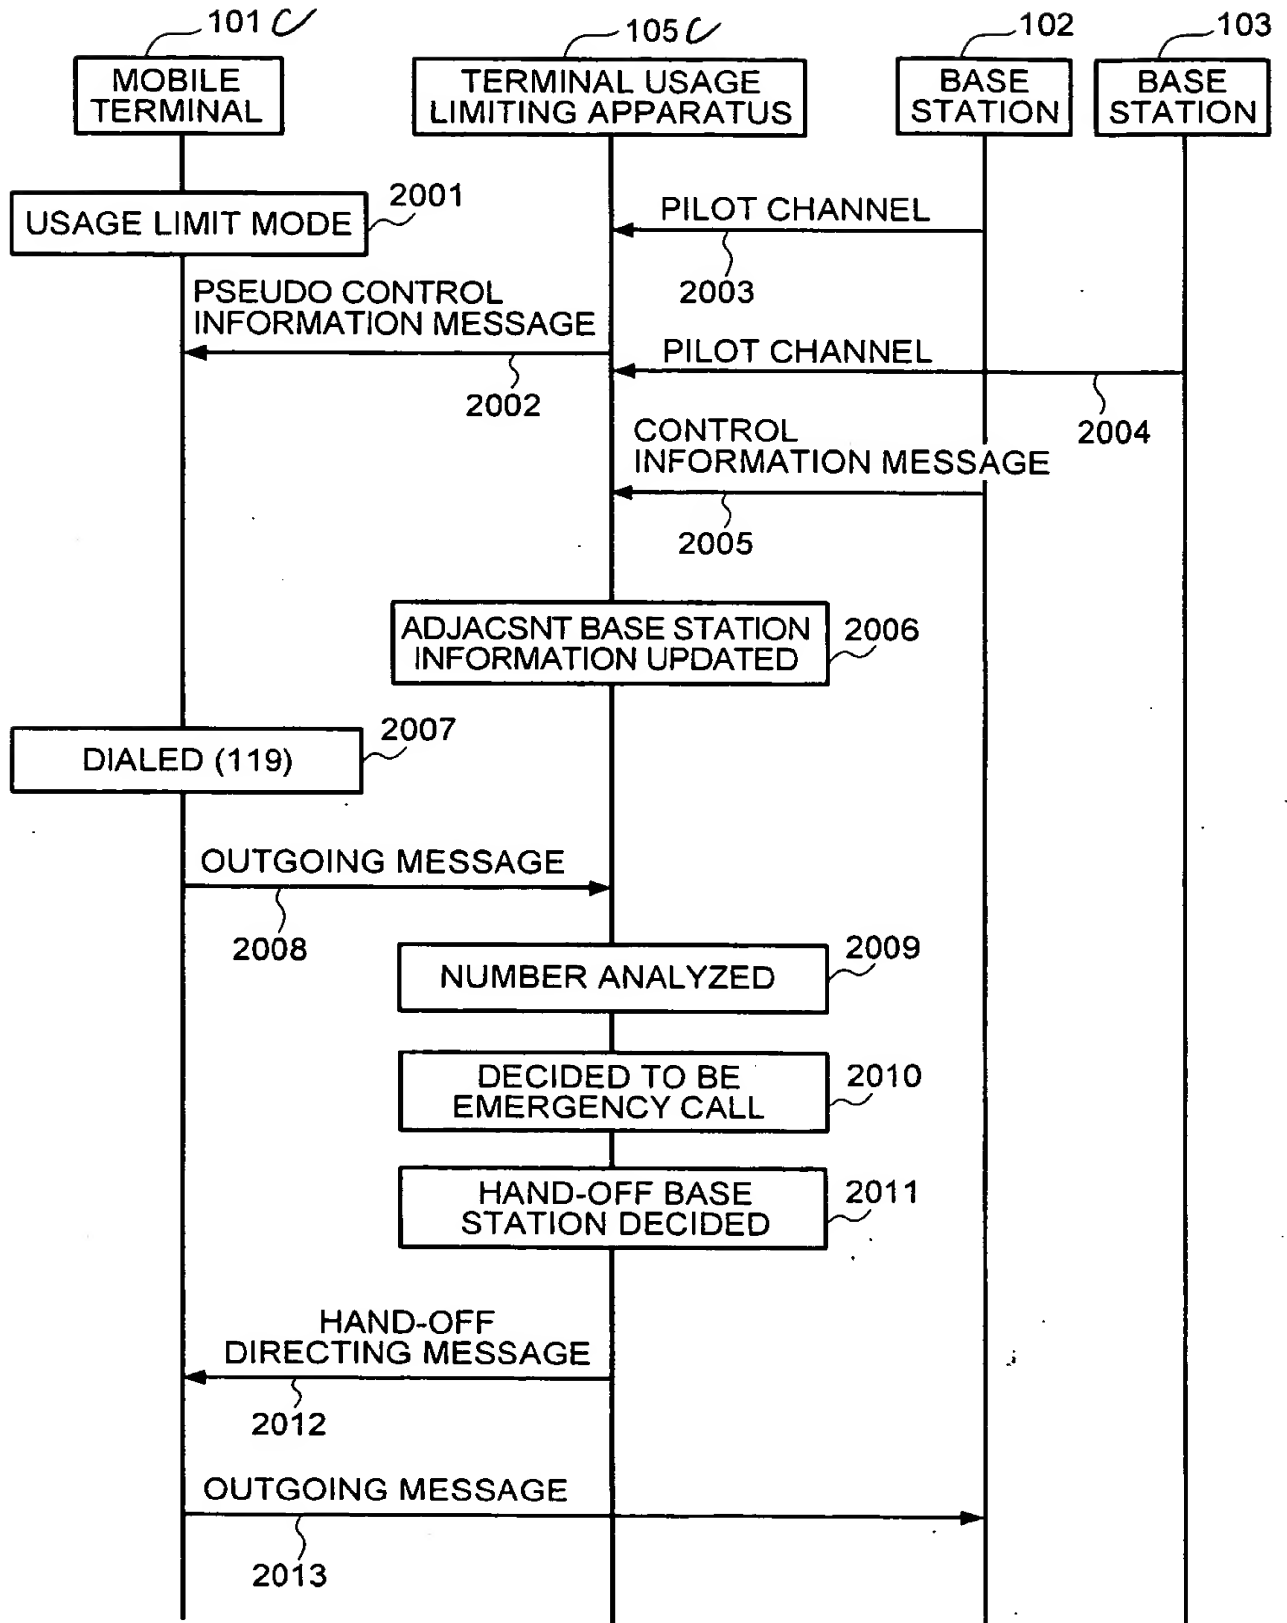 101 C
105 C
102
103
MOBILE
TERMINAL
TERMINAL USAGE
LIMITING APPARATUS
BASE
STATION
BASE
STATION
2001
USAGE LIMIT MODE
PILOT CHANNEL
2003
PSEUDO CONTROL
INFORMATION MESSAGE
2002
PILOT CHANNEL
2004
CONTROL
INFORMATION MESSAGE
2005
ADJACSNT BASE STATION
INFORMATION UPDATED
2006
2007
DIALED (119)
OUTGOING MESSAGE
2008
2009
NUMBER ANALYZED
DECIDED TO BE
EMERGENCY CALL
2010
HAND-OFF BASE
STATION DECIDED
2011
HAND-OFF
DIRECTING MESSAGE
2012
OUTGOING MESSAGE
2013